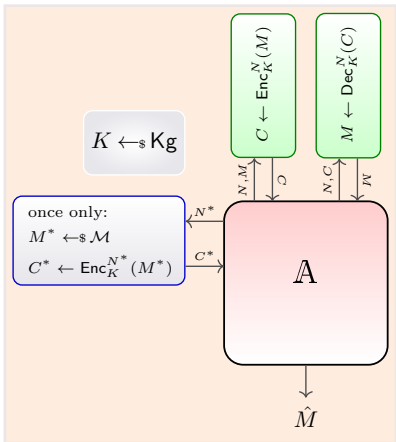 C ← Enc_K^N(M)
M ← Dec_K^N(C)
K ←$ Kg
N, M
C
N, C
M
once only:
M* ←$ ℳ
C* ← Enc_K^{N*}(M*)
N*
C*
𝔸
M̂